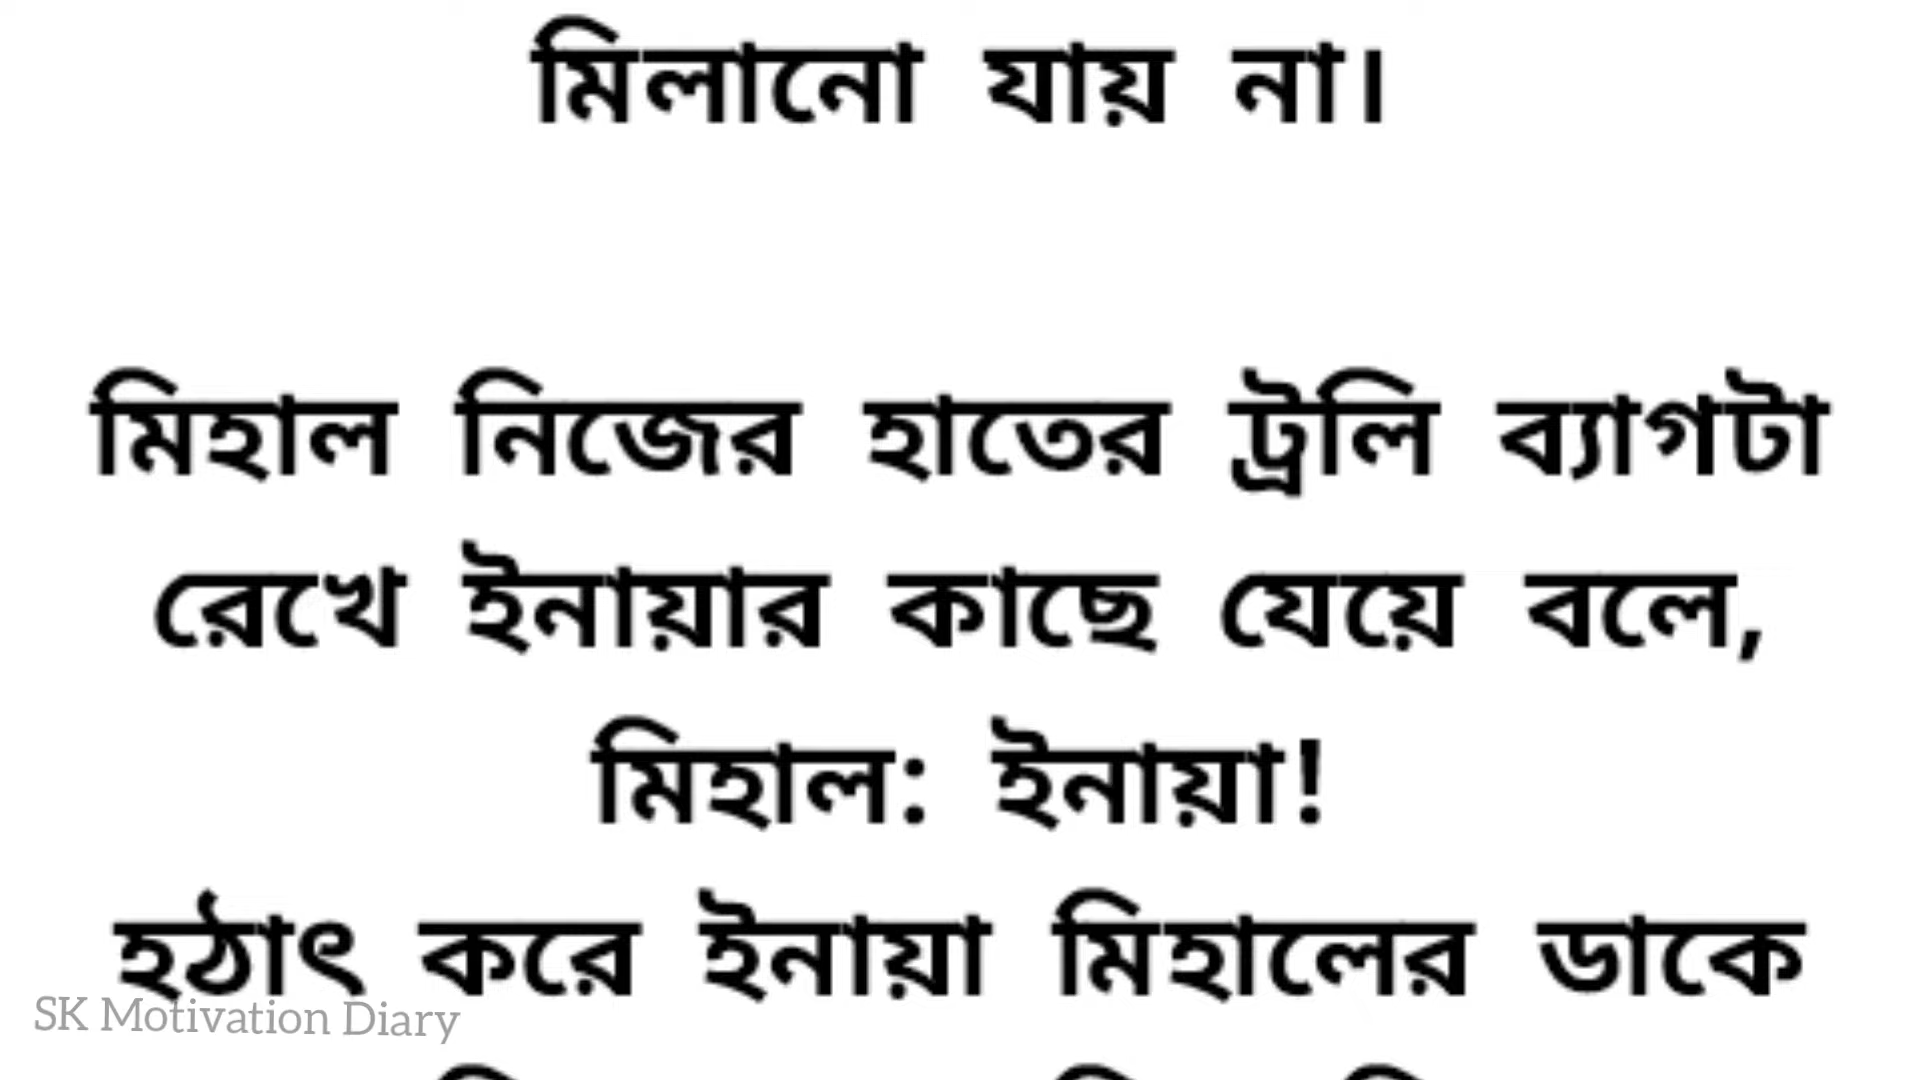 মিলানো যায় না।
মিহাল নিজের হাতের ট্রলি ব্যাগটা
রেখে ইনায়ার কাছে যেয়ে বলে,
মিহাল: ইনায়া!
হঠাৎ করে ইনায়া মিহালের ডাকে
SK Motivation Diary